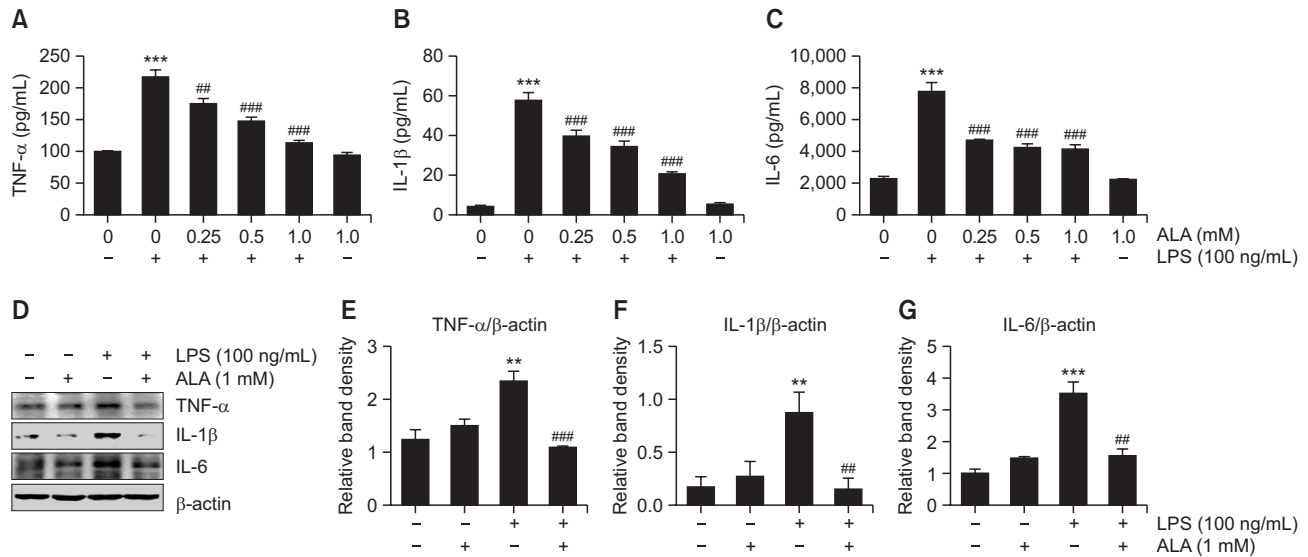 A
TNF-α (pg/mL)
250
200
150
100
50
0
*** ## ### ###
0 0 0.25 0.5 1.0 1.0
− + + + + −
B
IL-1β (pg/mL)
80
60
40
20
0
*** ### ### ###
0 0 0.25 0.5 1.0 1.0
− + + + + −
C
IL-6 (pg/mL)
10,000
8,000
6,000
4,000
2,000
0
*** ### ### ###
0 0 0.25 0.5 1.0 1.0 ALA (mM)
− + + + + − LPS (100 ng/mL)
D
− − + + LPS (100 ng/mL)
− + − + ALA (1 mM)
TNF-α
IL-1β
IL-6
β-actin
E
TNF-α/β-actin
Relative band density
3
2
1
0
** ###
− − + +
− + − +
F
IL-1β/β-actin
Relative band density
1.5
1.0
0.5
0.0
** ##
− − + +
− + − +
G
IL-6/β-actin
Relative band density
5
4
3
2
1
0
*** ##
− − + + LPS (100 ng/mL)
− + − + ALA (1 mM)